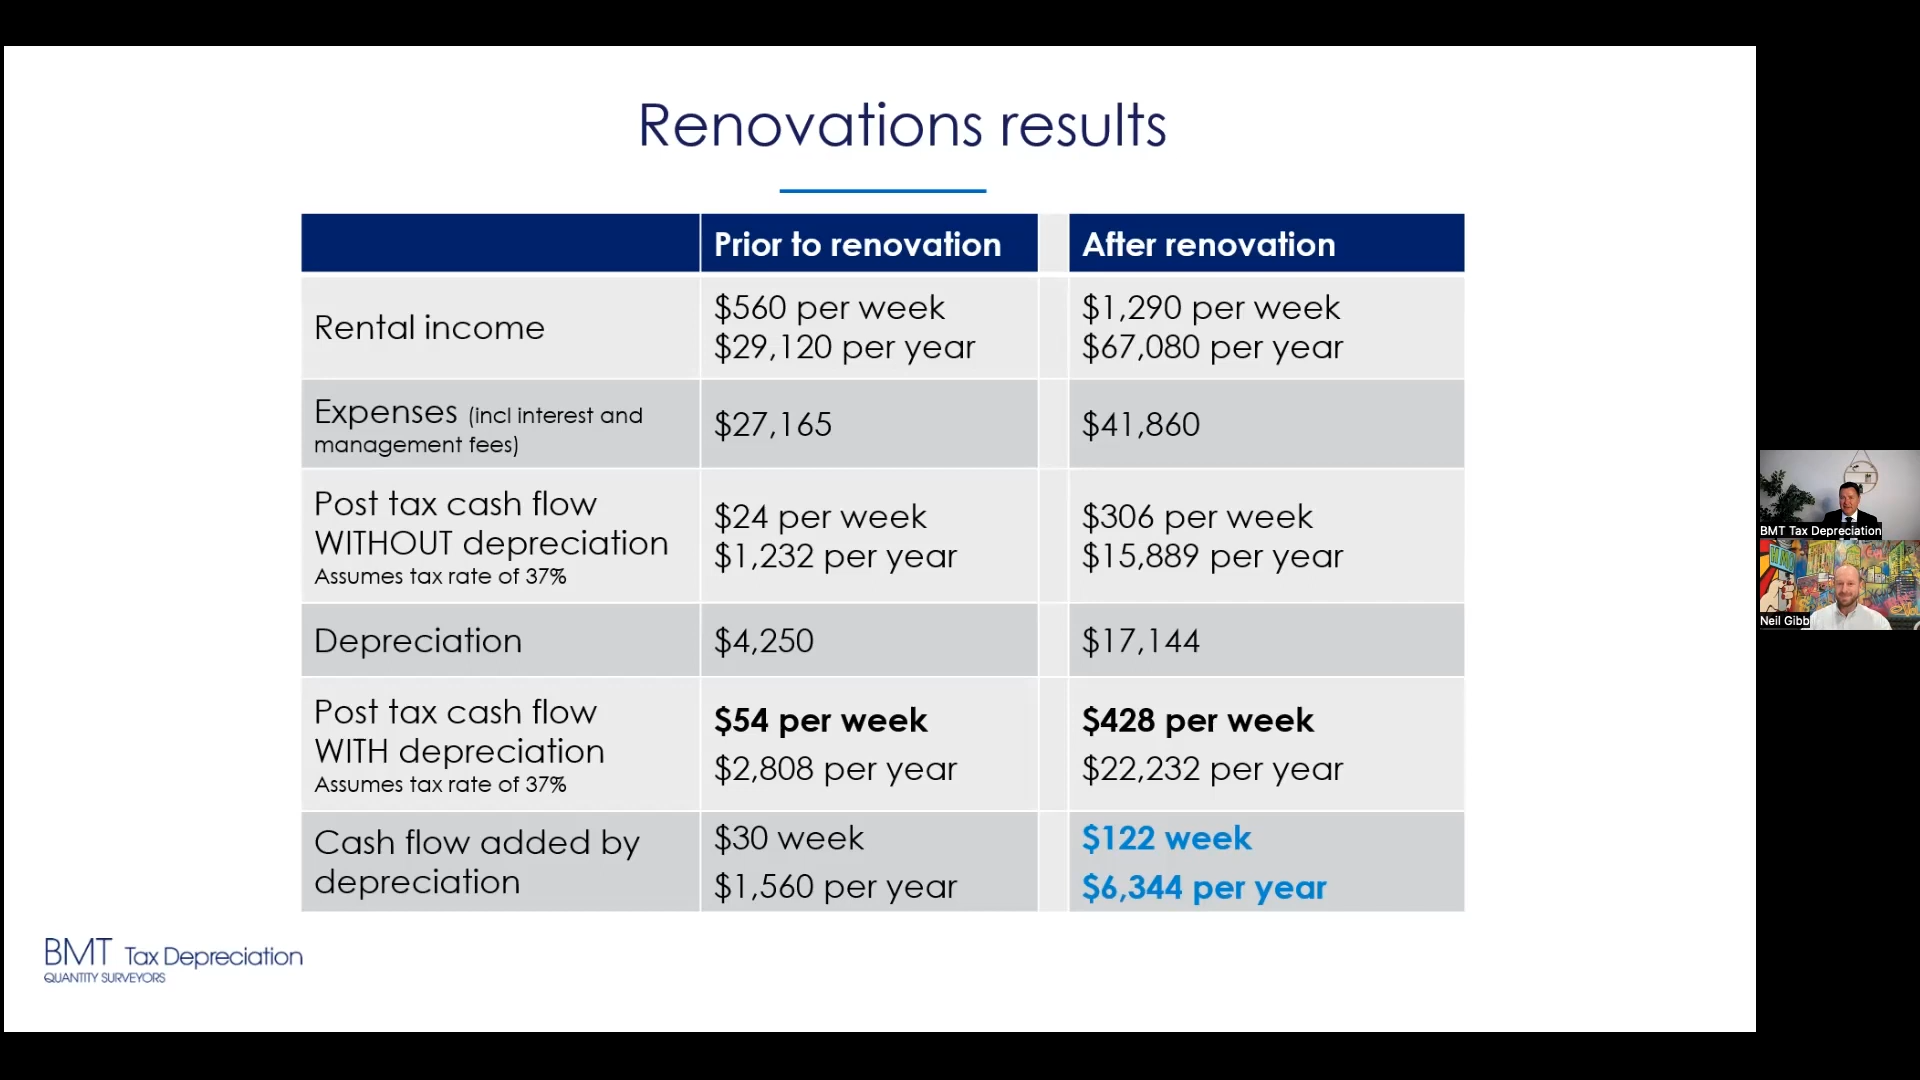 Renovations results
Prior to renovation
After renovation
Rental income
$560 per week
$29,120 per year
$1,290 per week
$67,080 per year
Expenses (incl interest and
management fees)
$27,165
$41,860
Post tax cash flow
WITHOUT depreciation
Assumes tax rate of 37%
$24 per week
$1,232 per year
$306 per week
$15,889 per year
Depreciation
$4,250
$17,144
Post tax cash flow
WITH depreciation
Assumes tax rate of 37%
$54 per week
$2,808 per year
$428 per week
$22,232 per year
Cash flow added by
depreciation
$30 week
$1,560 per year
$122 week
$6,344 per year
BMT Tax Depreciation
QUANTITY SURVEYORS
BMT Tax Depreciation
Neil Gibb